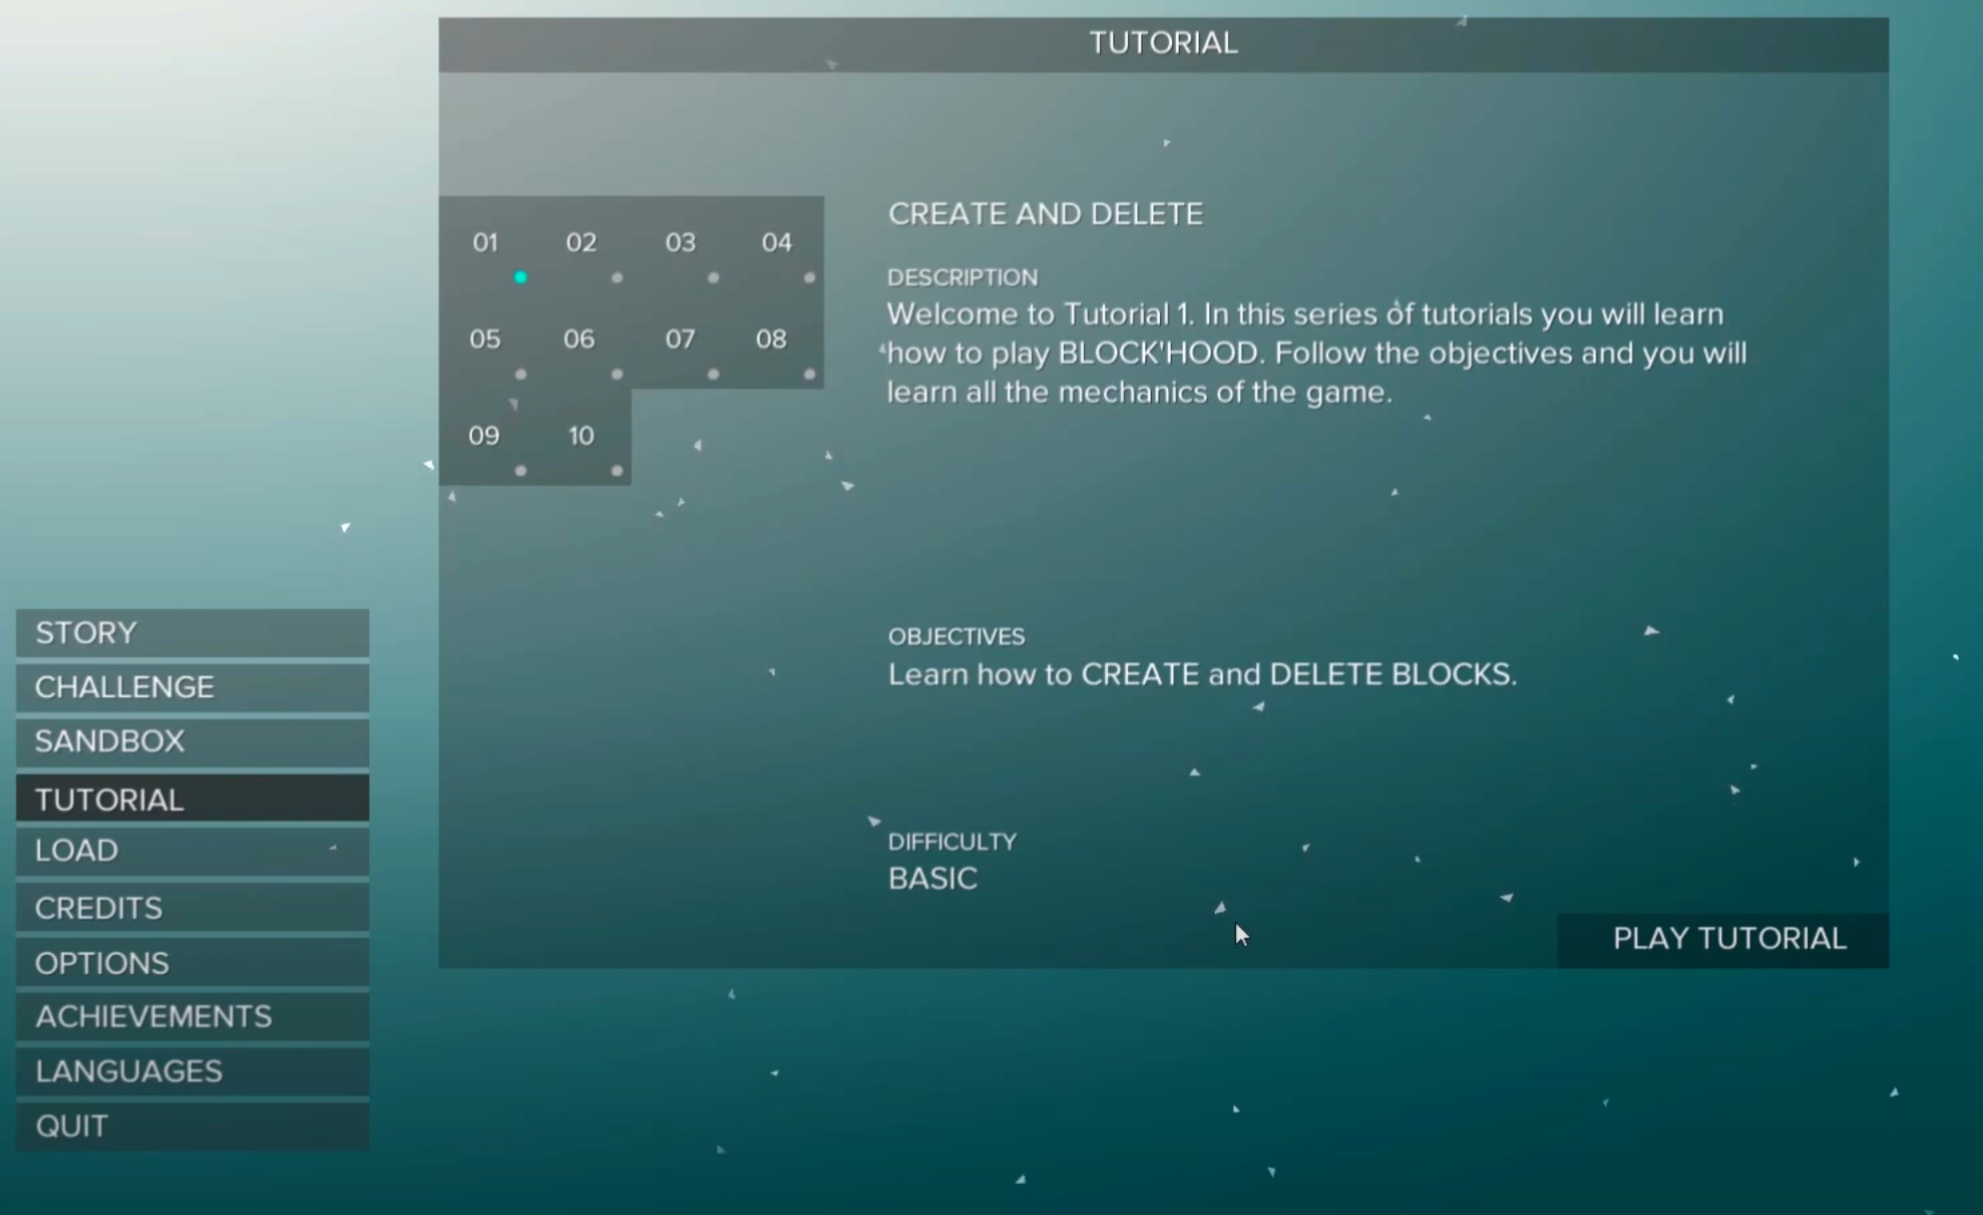 TUTORIAL
CREATE AND DELETE
01 02 03 04
DESCRIPTION
Welcome to Tutorial 1. In this series of tutorials you will learn
how to play BLOCK'HOOD. Follow the objectives and you will
learn all the mechanics of the game.
05 06 07 08
09 10
OBJECTIVES
Learn how to CREATE and DELETE BLOCKS.
DIFFICULTY
BASIC
PLAY TUTORIAL
STORY
CHALLENGE
SANDBOX
TUTORIAL
LOAD
CREDITS
OPTIONS
ACHIEVEMENTS
LANGUAGES
QUIT